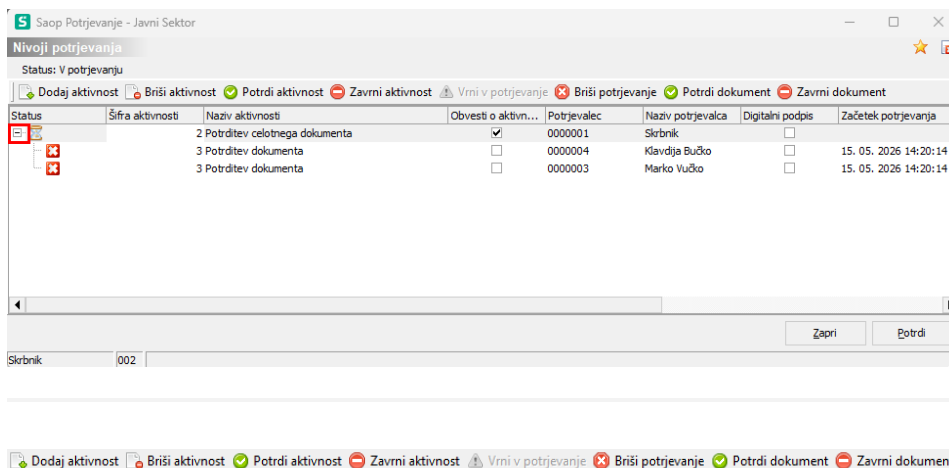 S Saop Potrjevanje - Javni Sektor
Nivoji potrjevanja
Status: V potrjevanju
Dodaj aktivnost Briši aktivnost Potrdi aktivnost Zavrni aktivnost Vrni v potrjevanje Briši potrjevanje Potrdi dokument Zavrni dokument
Status Šifra aktivnosti Naziv aktivnosti Obvesti o aktivn... Potrjevalec Naziv potrjevalca Digitalni podpis Začetek potrjevanja
2 Potrditev celotnega dokumenta 0000001 Skrbnik
3 Potrditev dokumenta 0000004 Klavdija Bučko 15. 05. 2026 14:20:14
3 Potrditev dokumenta 0000003 Marko Vučko 15. 05. 2026 14:20:14
Zapri Potrdi
Skrbnik 002
Dodaj aktivnost Briši aktivnost Potrdi aktivnost Zavrni aktivnost Vrni v potrjevanje Briši potrjevanje Potrdi dokument Zavrni dokumen